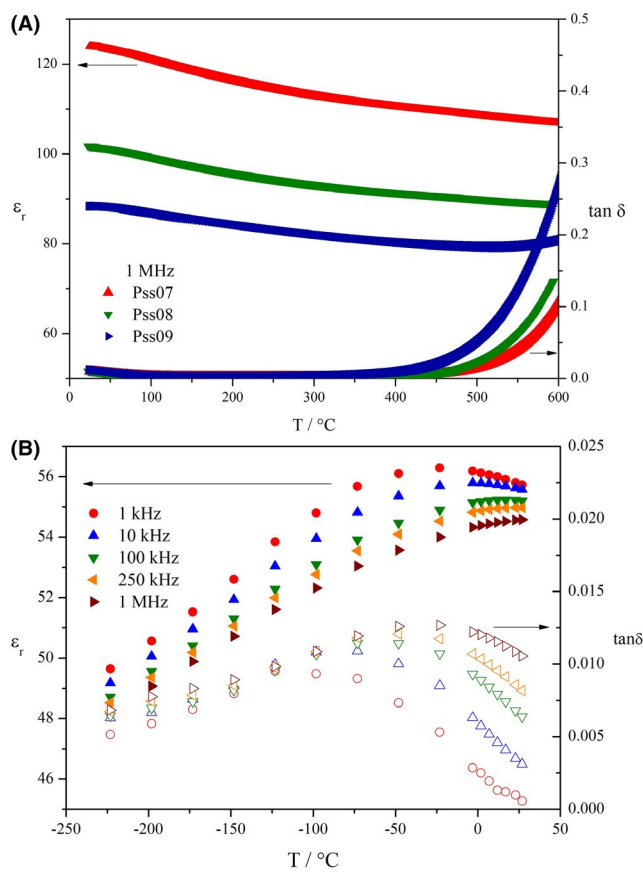 (A)
0.5
120
0.4
100
0.3
εr
tan δ
80
0.2
1 MHz
Pss07
Pss08
0.1
60
Pss09
0.0
0 100 200 300 400 500 600
T / °C
(B)
0.025
56
1 kHz
10 kHz
0.020
54
100 kHz
250 kHz
1 MHz
0.015
52
εr
tanδ
50
0.010
48
0.005
46
45
0.000
-250 -200 -150 -100 -50 0 50
T / °C